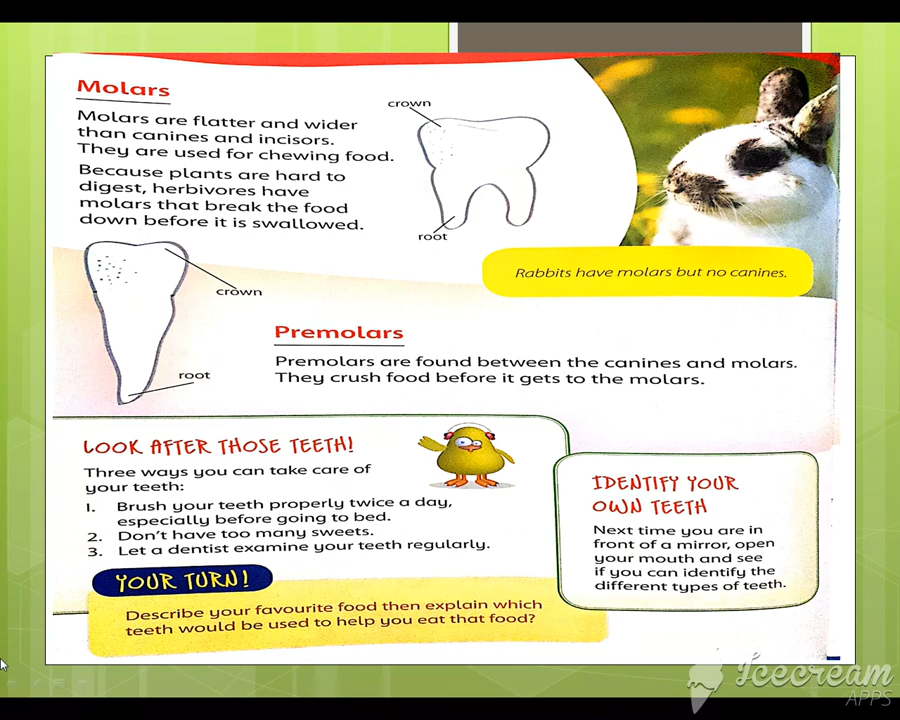 Molars
Molars are flatter and wider
than canines and incisors.
They are used for chewing food.
Because plants are hard to
digest, herbivores have
molars that break the food
down before it is swallowed.
crown
root
Rabbits have molars but no canines.
crown
root
Premolars
Premolars are found between the canines and molars.
They crush food before it gets to the molars.
LOOK AFTER THOSE TEETH!
Three ways you can take care of
your teeth:
1. Brush your teeth properly twice a day,
especially before going to bed.
2. Don't have too many sweets.
3. Let a dentist examine your teeth regularly.
YOUR TURN!
Describe your favourite food then explain which
teeth would be used to help you eat that food?
IDENTIFY YOUR
OWN TEETH
Next time you are in
front of a mirror, open
your mouth and see
if you can identify the
different types of teeth.
Icecream
APPS